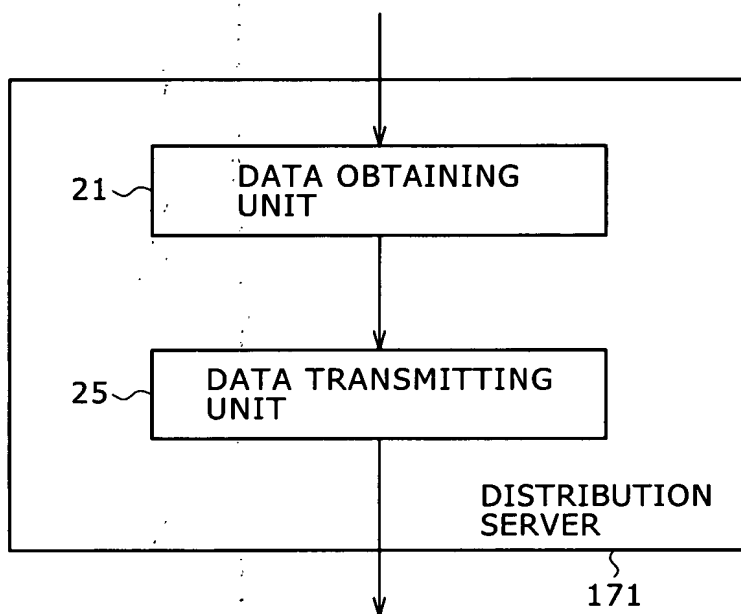 21
DATA OBTAINING
UNIT
25
DATA TRANSMITTING
UNIT
DISTRIBUTION
SERVER
171